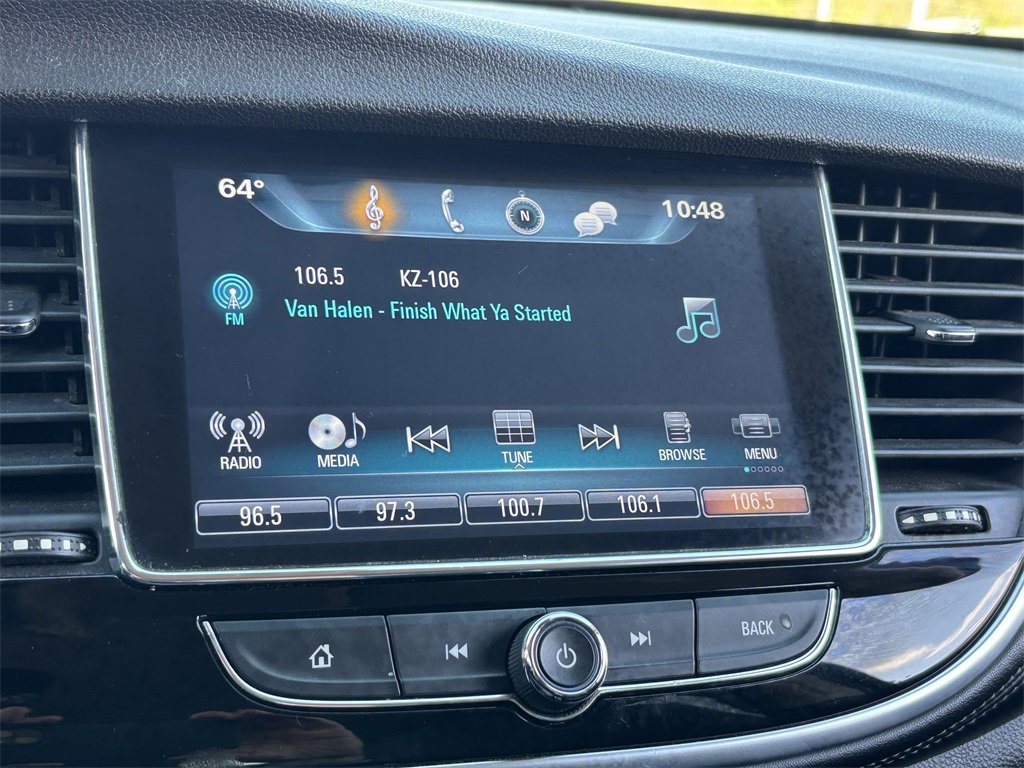 64° N 10:48
106.5 KZ-106
FM Van Halen - Finish What Ya Started
RADIO MEDIA TUNE BROWSE MENU
96.5 97.3 100.7 106.1 106.5
BACK